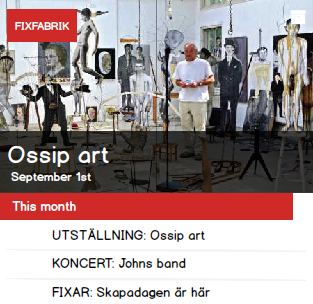 FIXFABRIK
Ossip art
September 1st
This month
UTSTÄLLNING: Ossip art
KONCERT: Johns band
FIXAR: Skapadagen är här